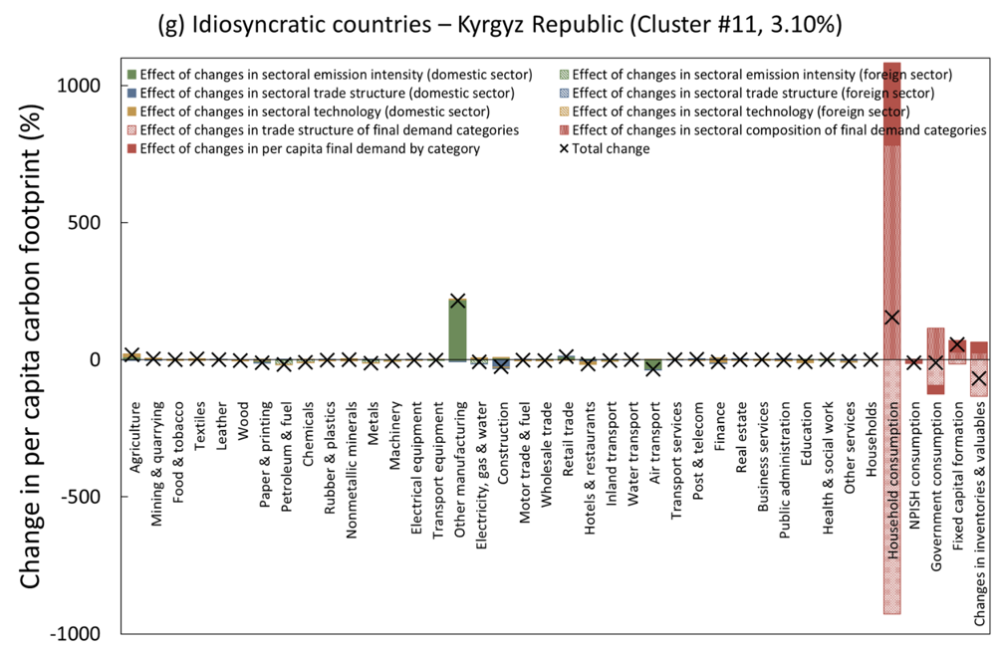 (g) Idiosyncratic countries – Kyrgyz Republic (Cluster #11, 3.10%)
Change in per capita carbon footprint (%)
1000
500
0
-500
-1000
Effect of changes in sectoral emission intensity (domestic sector)
Effect of changes in sectoral emission intensity (foreign sector)
Effect of changes in sectoral trade structure (domestic sector)
Effect of changes in sectoral trade structure (foreign sector)
Effect of changes in sectoral technology (domestic sector)
Effect of changes in sectoral technology (foreign sector)
Effect of changes in trade structure of final demand categories
Effect of changes in sectoral composition of final demand categories
Effect of changes in per capita final demand by category
Total change
Agriculture
Mining & quarrying
Food & tobacco
Textiles
Leather
Wood
Paper & printing
Petroleum & fuel
Chemicals
Rubber & plastics
Nonmetallic minerals
Metals
Machinery
Electrical equipment
Transport equipment
Other manufacturing
Electricity, gas & water
Construction
Motor trade & fuel
Wholesale trade
Retail trade
Hotels & restaurants
Inland transport
Water transport
Air transport
Transport services
Post & telecom
Finance
Real estate
Business services
Public administration
Education
Health & social work
Other services
Households
Household consumption
NPISH consumption
Government consumption
Fixed capital formation
Changes in inventories & valuables